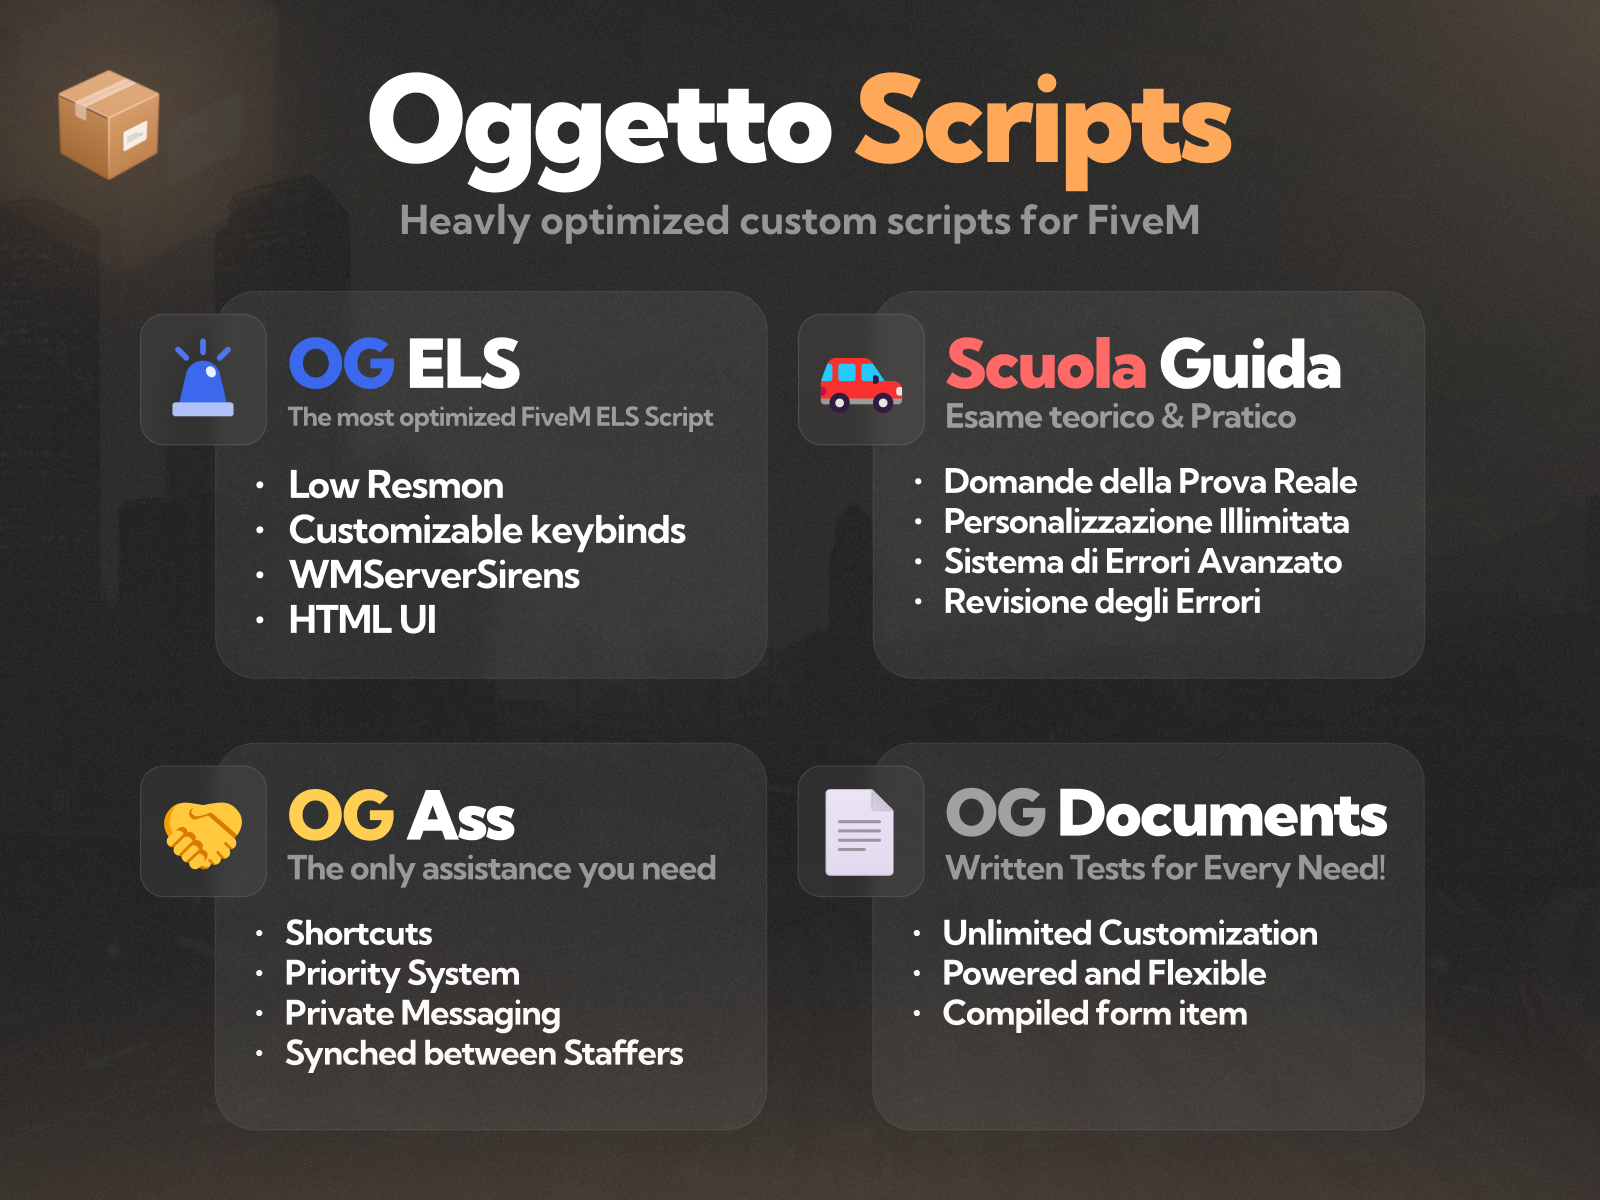 Oggetto Scripts
Heavly optimized custom scripts for FiveM
OG ELS
The most optimized FiveM ELS Script
• Low Resmon
• Customizable keybinds
• WMServerSirens
• HTML UI
Scuola Guida
Esame teorico & Pratico
• Domande della Prova Reale
• Personalizzazione Illimitata
• Sistema di Errori Avanzato
• Revisione degli Errori
OG Ass
The only assistance you need
• Shortcuts
• Priority System
• Private Messaging
• Synched between Staffers
OG Documents
Written Tests for Every Need!
• Unlimited Customization
• Powered and Flexible
• Compiled form item